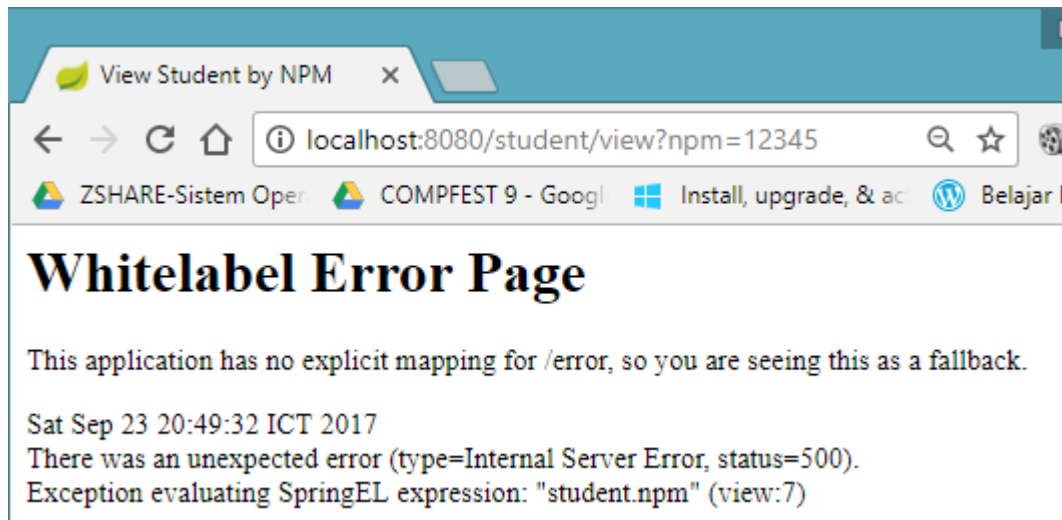 View Student by NPM
localhost:8080/student/view?npm=12345
ZSHARE-Sistem Oper COMPFEST 9 - Googl Install, upgrade, & ac Belajar
Whitelabel Error Page
This application has no explicit mapping for /error, so you are seeing this as a fallback.
Sat Sep 23 20:49:32 ICT 2017
There was an unexpected error (type=Internal Server Error, status=500).
Exception evaluating SpringEL expression: "student.npm" (view:7)